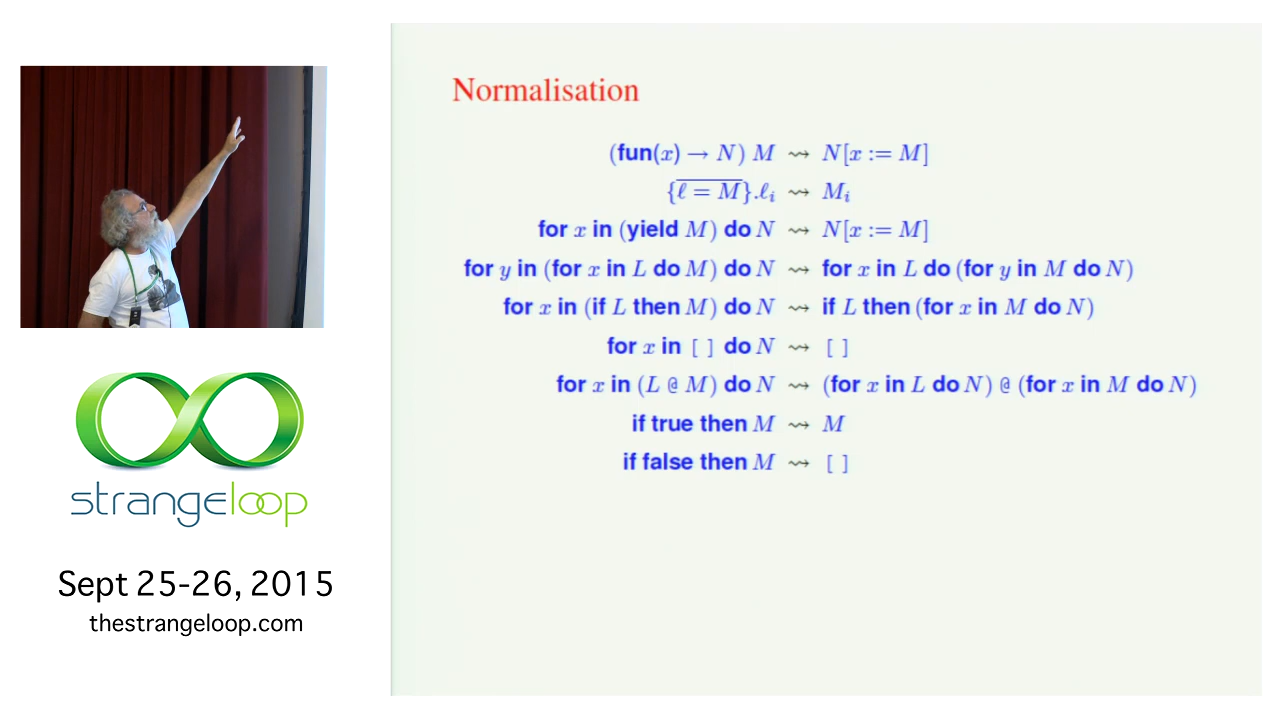 Normalisation
(fun(x) → N) M ⇝ N[x := M]
{ℓ = M}.ℓᵢ ⇝ Mᵢ
for x in (yield M) do N ⇝ N[x := M]
for y in (for x in L do M) do N ⇝ for x in L do (for y in M do N)
for x in (if L then M) do N ⇝ if L then (for x in M do N)
for x in [ ] do N ⇝ [ ]
for x in (L @ M) do N ⇝ (for x in L do N) @ (for x in M do N)
if true then M ⇝ M
if false then M ⇝ [ ]
strangeloop
Sept 25-26, 2015
thestrangeloop.com